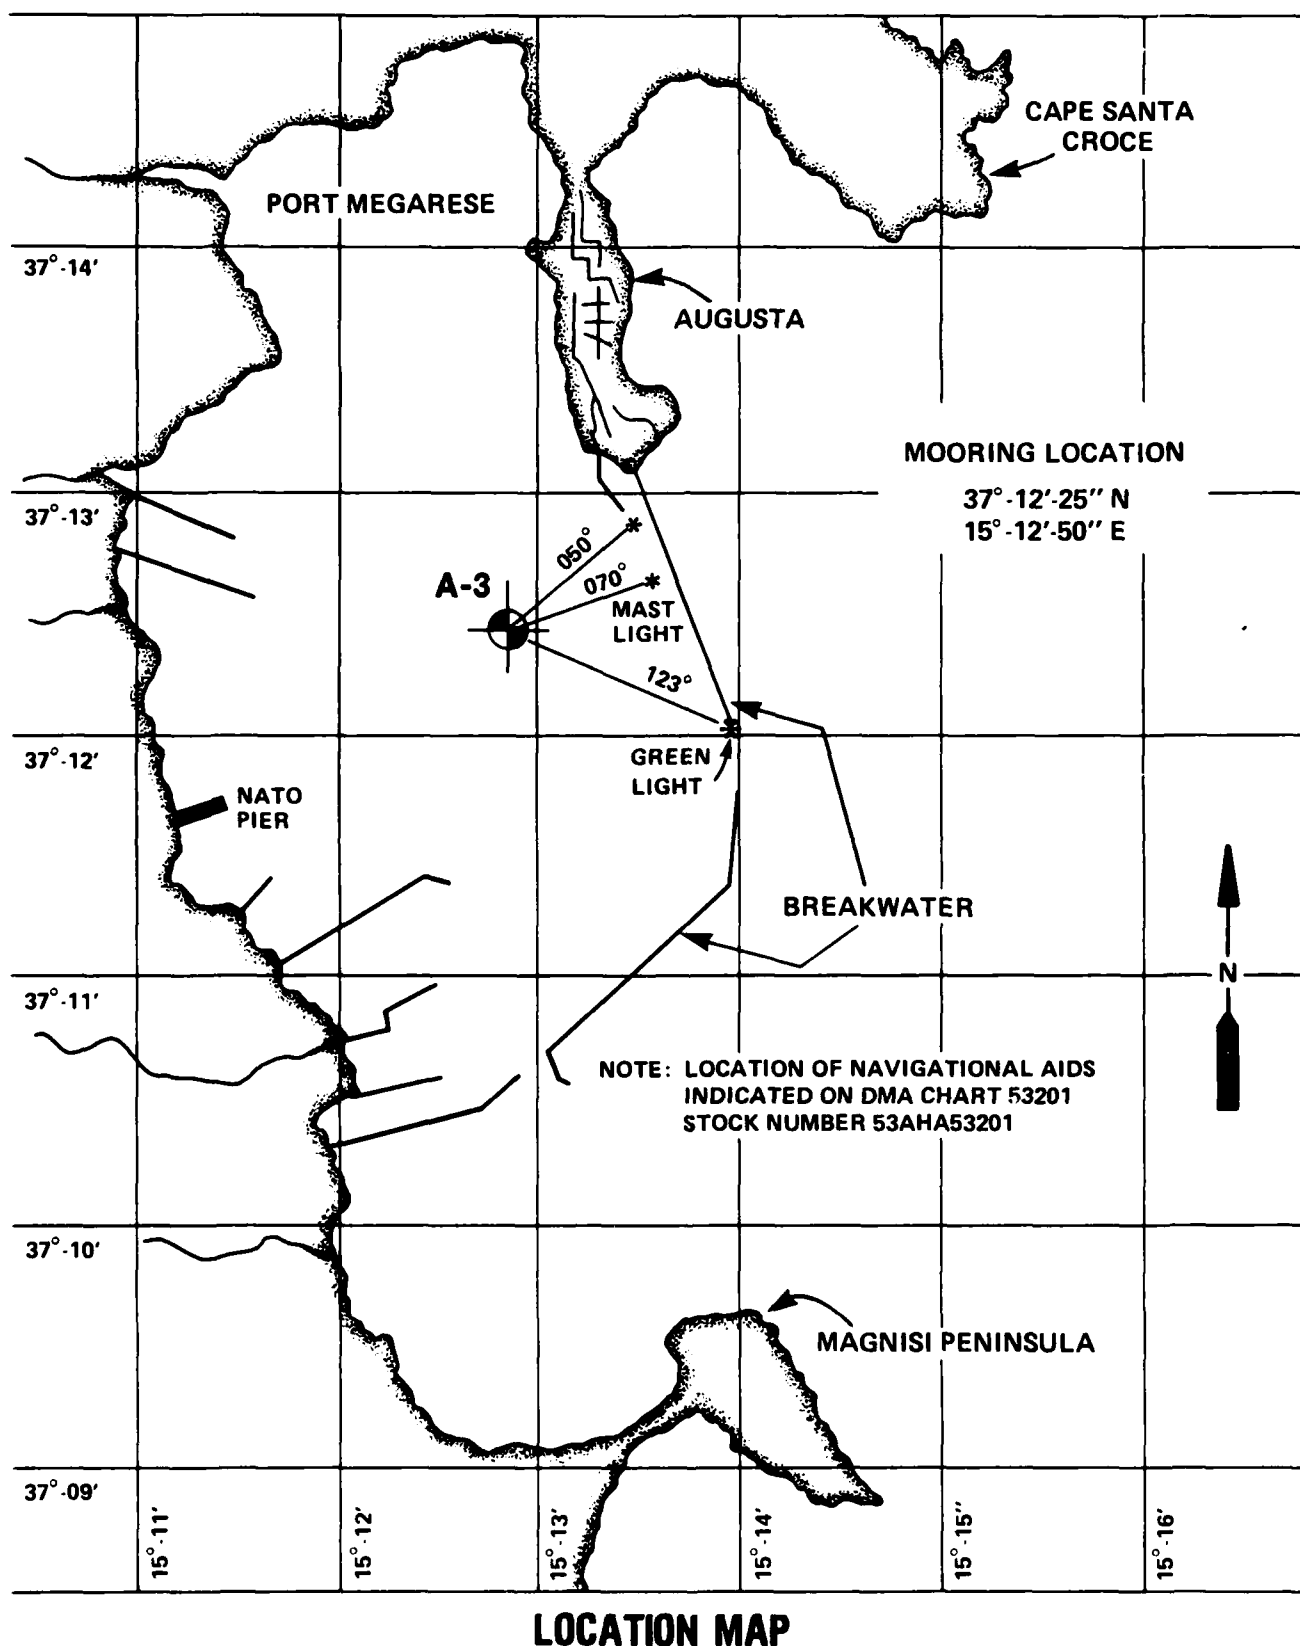 CAPE SANTA
CROCE
PORT MEGARESE
37°-14'
AUGUSTA
MOORING LOCATION
37°-12'-25" N
15°-12'-50" E
37°-13'
050°
A-3
070°
MAST
LIGHT
123°
GREEN
LIGHT
37°-12'
NATO
PIER
BREAKWATER
37°-11'
N
NOTE: LOCATION OF NAVIGATIONAL AIDS
INDICATED ON DMA CHART 53201
STOCK NUMBER 53AHA53201
37°-10'
MAGNISI PENINSULA
37°-09'
15°-11'
15°-12'
15°-13'
15°-14'
15°-15"
15°-16'
LOCATION MAP